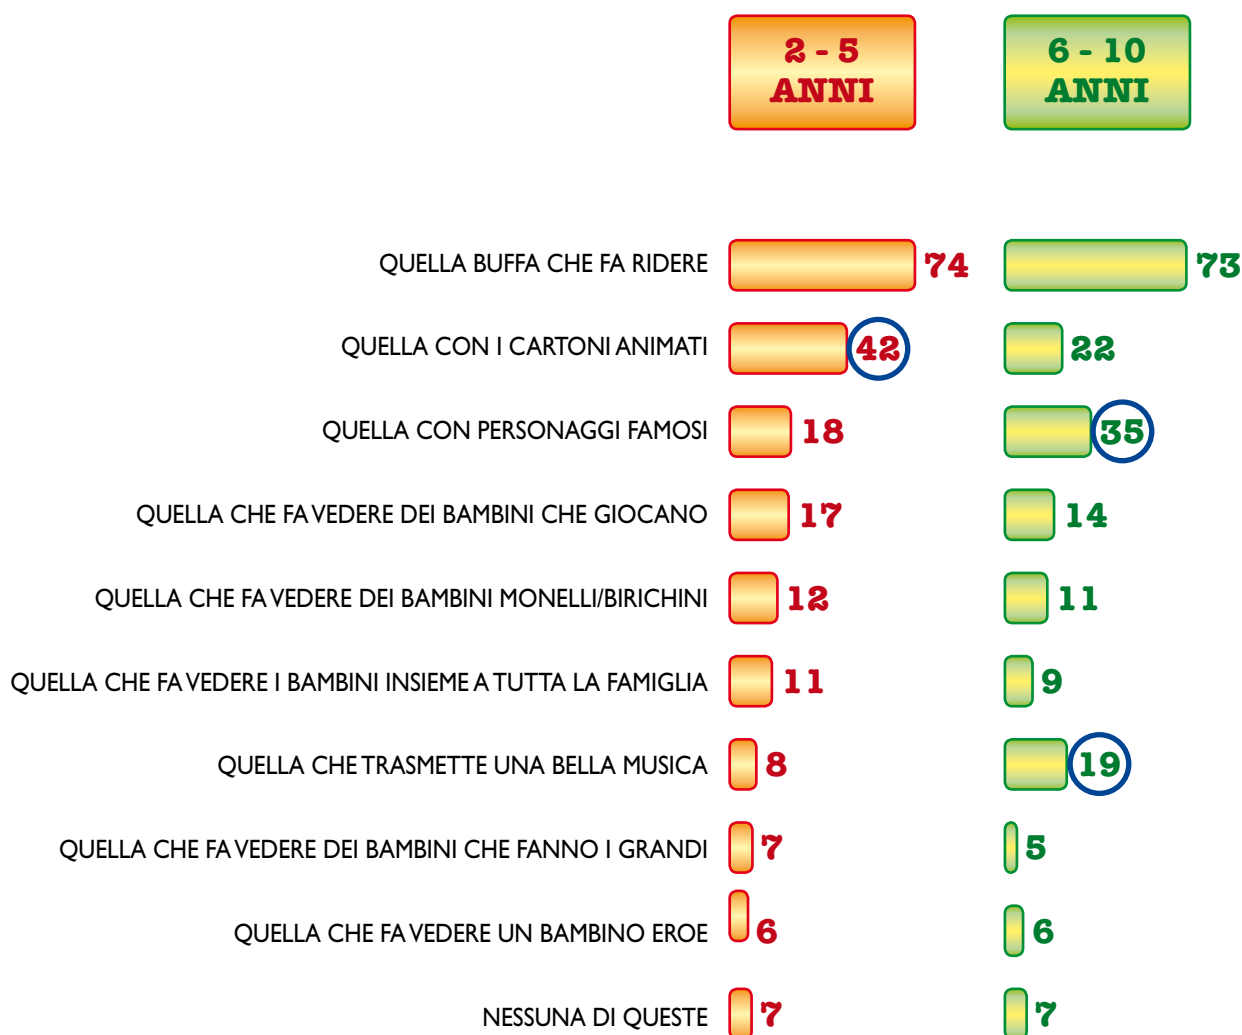 2 - 5
ANNI
6 - 10
ANNI
QUELLA BUFFA CHE FA RIDERE 74 73
QUELLA CON I CARTONI ANIMATI 42 22
QUELLA CON PERSONAGGI FAMOSI 18 35
QUELLA CHE FA VEDERE DEI BAMBINI CHE GIOCANO 17 14
QUELLA CHE FA VEDERE DEI BAMBINI MONELLI/BIRICHINI 12 11
QUELLA CHE FA VEDERE I BAMBINI INSIEME A TUTTA LA FAMIGLIA 11 9
QUELLA CHE TRASMETTE UNA BELLA MUSICA 8 19
QUELLA CHE FA VEDERE DEI BAMBINI CHE FANNO I GRANDI 7 5
QUELLA CHE FA VEDERE UN BAMBINO EROE 6 6
NESSUNA DI QUESTE 7 7